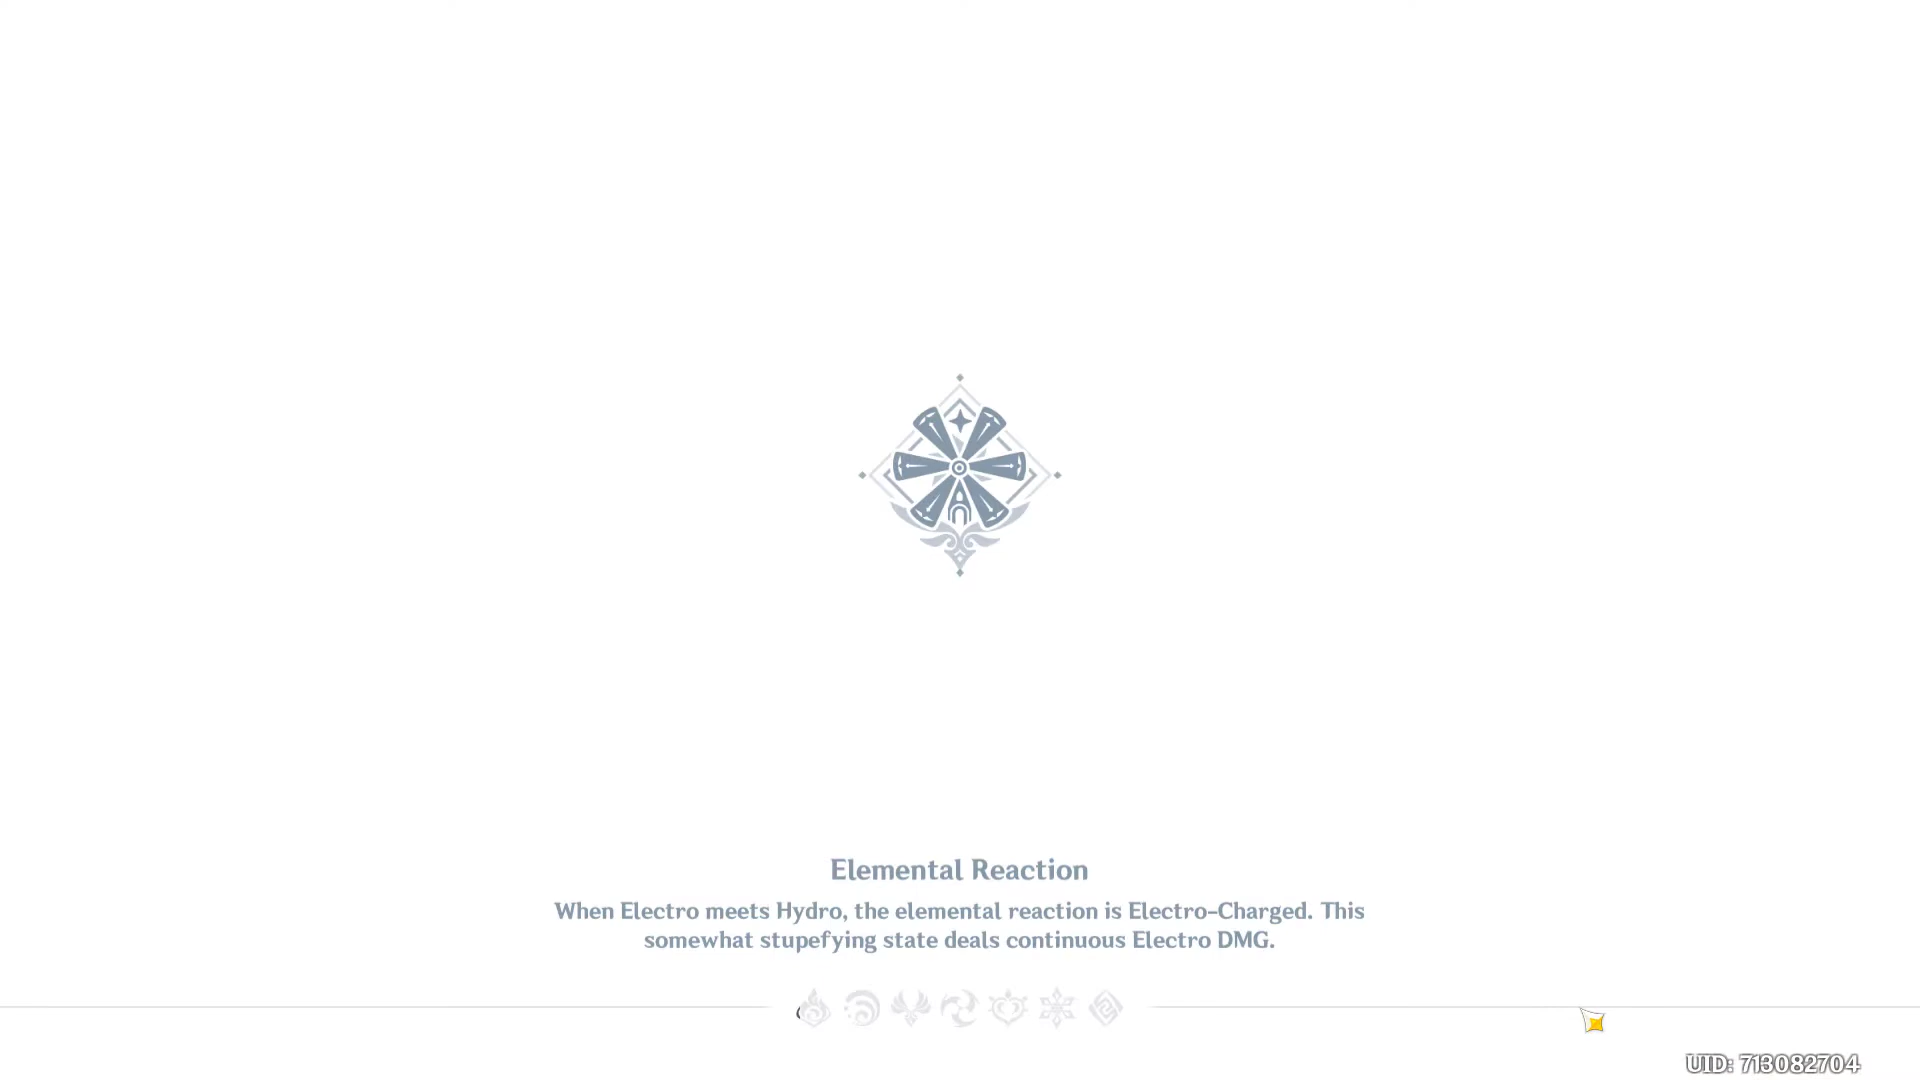 Elemental Reaction
When Electro meets Hydro, the elemental reaction is Electro-Charged. This
somewhat stupefying state deals continuous Electro DMG.
UID: 713082704